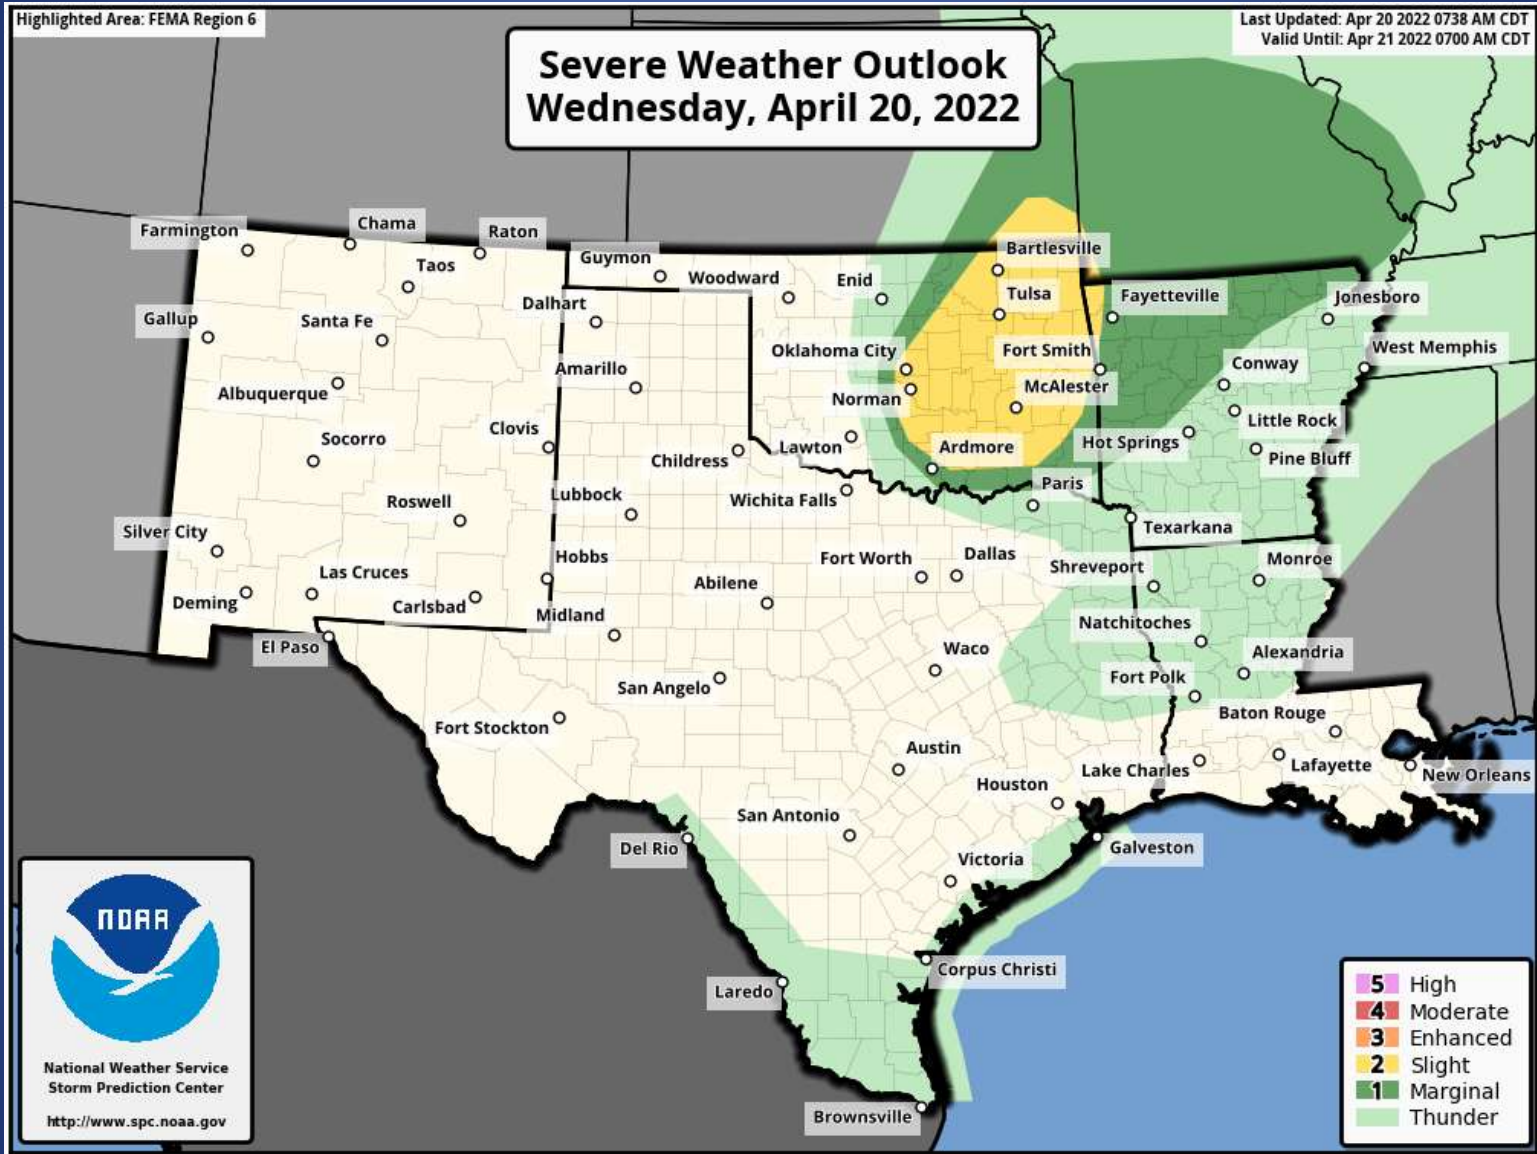 Highlighted Area: FEMA Region 6
Last Updated: Apr 20 2022 0738 AM CDT
Valid Until: Apr 21 2022 0700 AM CDT
Severe Weather Outlook
Wednesday, April 20, 2022
Farmington
Chama
Raton
Taos
Guymon
Woodward
Enid
Bartlesville
Tulsa
Fayetteville
Jonesboro
Gallup
Santa Fe
Dalhart
Oklahoma City
Fort Smith
West Memphis
Conway
Albuquerque
Amarillo
Norman
McAlester
Little Rock
Socorro
Clovis
Childress
Lawton
Ardmore
Hot Springs
Pine Bluff
Roswell
Lubbock
Wichita Falls
Paris
Texarkana
Silver City
Las Cruces
Hobbs
Abilene
Fort Worth
Dallas
Shreveport
Monroe
Deming
Carlsbad
Midland
Natchitoches
El Paso
San Angelo
Waco
Fort Polk
Alexandria
Fort Stockton
Austin
Baton Rouge
Houston
Lake Charles
Lafayette
New Orleans
San Antonio
Del Rio
Victoria
Galveston
Laredo
Corpus Christi
Brownsville
NOAA
National Weather Service
Storm Prediction Center
http://www.spc.noaa.gov
5 High
4 Moderate
3 Enhanced
2 Slight
1 Marginal
Thunder